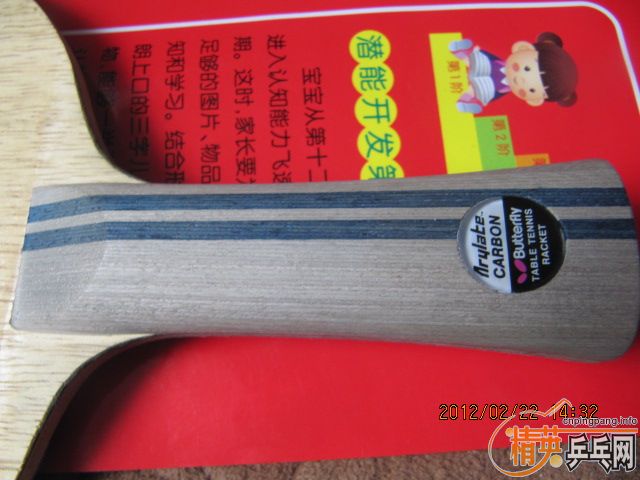 第1阶
第2阶
潜能开发第
宝宝从第十二
进入认知能力飞速
期。这时,家长要
足够的图片、物品
知和学习。结合形
朗上口的三字儿
Arylate
CARBON
Butterfly
TABLE TENNIS
RACKET
2012/02/22 14:32
cnpingpang.info
精英乒乓网